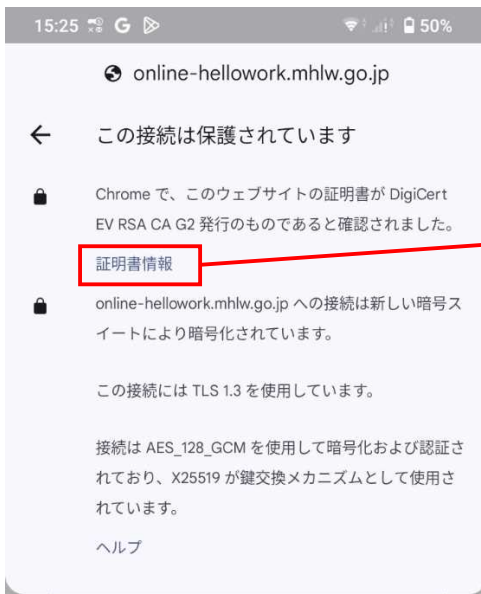 15:25 G 50%
online-hellowork.mhlw.go.jp
この接続は保護されています
Chrome で、このウェブサイトの証明書が DigiCert
EV RSA CA G2 発行のものであると確認されました。
証明書情報
online-hellowork.mhlw.go.jp への接続は新しい暗号ス
イートにより暗号化されています。
この接続には TLS 1.3 を使用しています。
接続は AES_128_GCM を使用して暗号化および認証さ
れており、X25519 が鍵交換メカニズムとして使用さ
れています。
ヘルプ